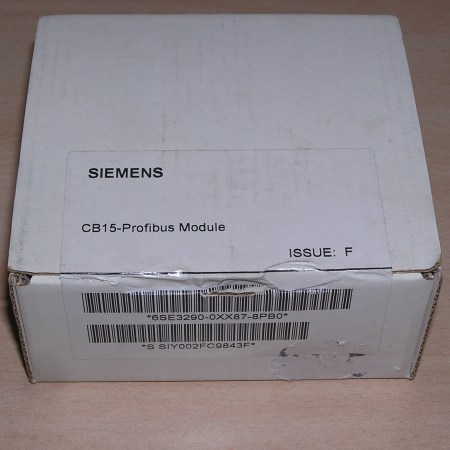 SIEMENS
CB15-Profibus Module
ISSUE: F
*6SE3290-0XX87-8PB0*
*S SIY002FC9843F*